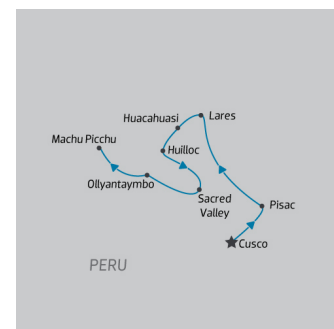 Lares
Huacahuasi
Machu Picchu
Huilloc
Ollyantaymbo
Sacred
Valley
Pisac
Cusco
PERU